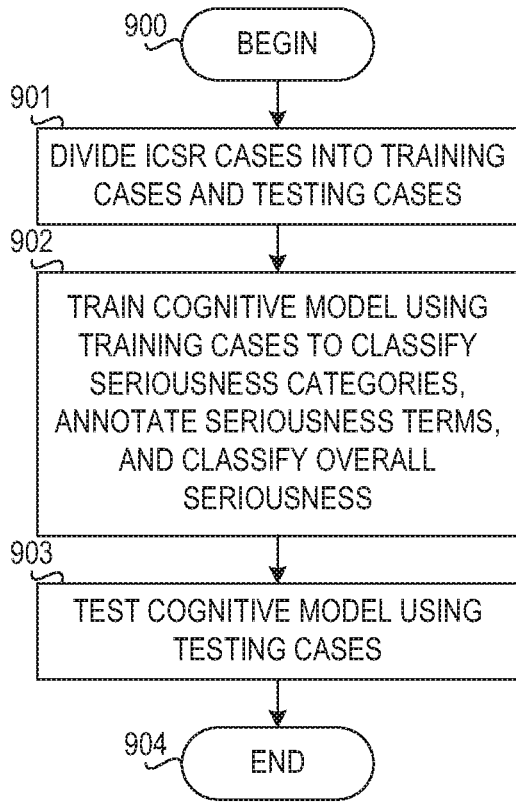 900
BEGIN
901
DIVIDE ICSR CASES INTO TRAINING
CASES AND TESTING CASES
902
TRAIN COGNITIVE MODEL USING
TRAINING CASES TO CLASSIFY
SERIOUSNESS CATEGORIES,
ANNOTATE SERIOUSNESS TERMS,
AND CLASSIFY OVERALL
SERIOUSNESS
903
TEST COGNITIVE MODEL USING
TESTING CASES
904
END